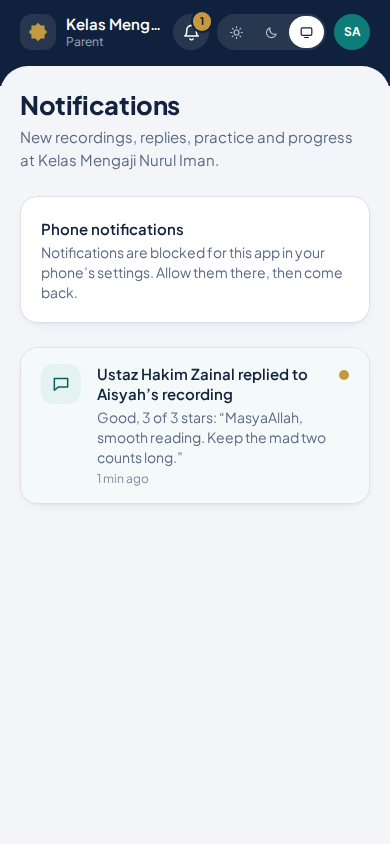 Kelas Meng…
Parent
1
SA
Notifications
New recordings, replies, practice and progress
at Kelas Mengaji Nurul Iman.
Phone notifications
Notifications are blocked for this app in your
phone’s settings. Allow them there, then come
back.
Ustaz Hakim Zainal replied to
Aisyah’s recording
Good, 3 of 3 stars: “MasyaAllah,
smooth reading. Keep the mad two
counts long.”
1 min ago